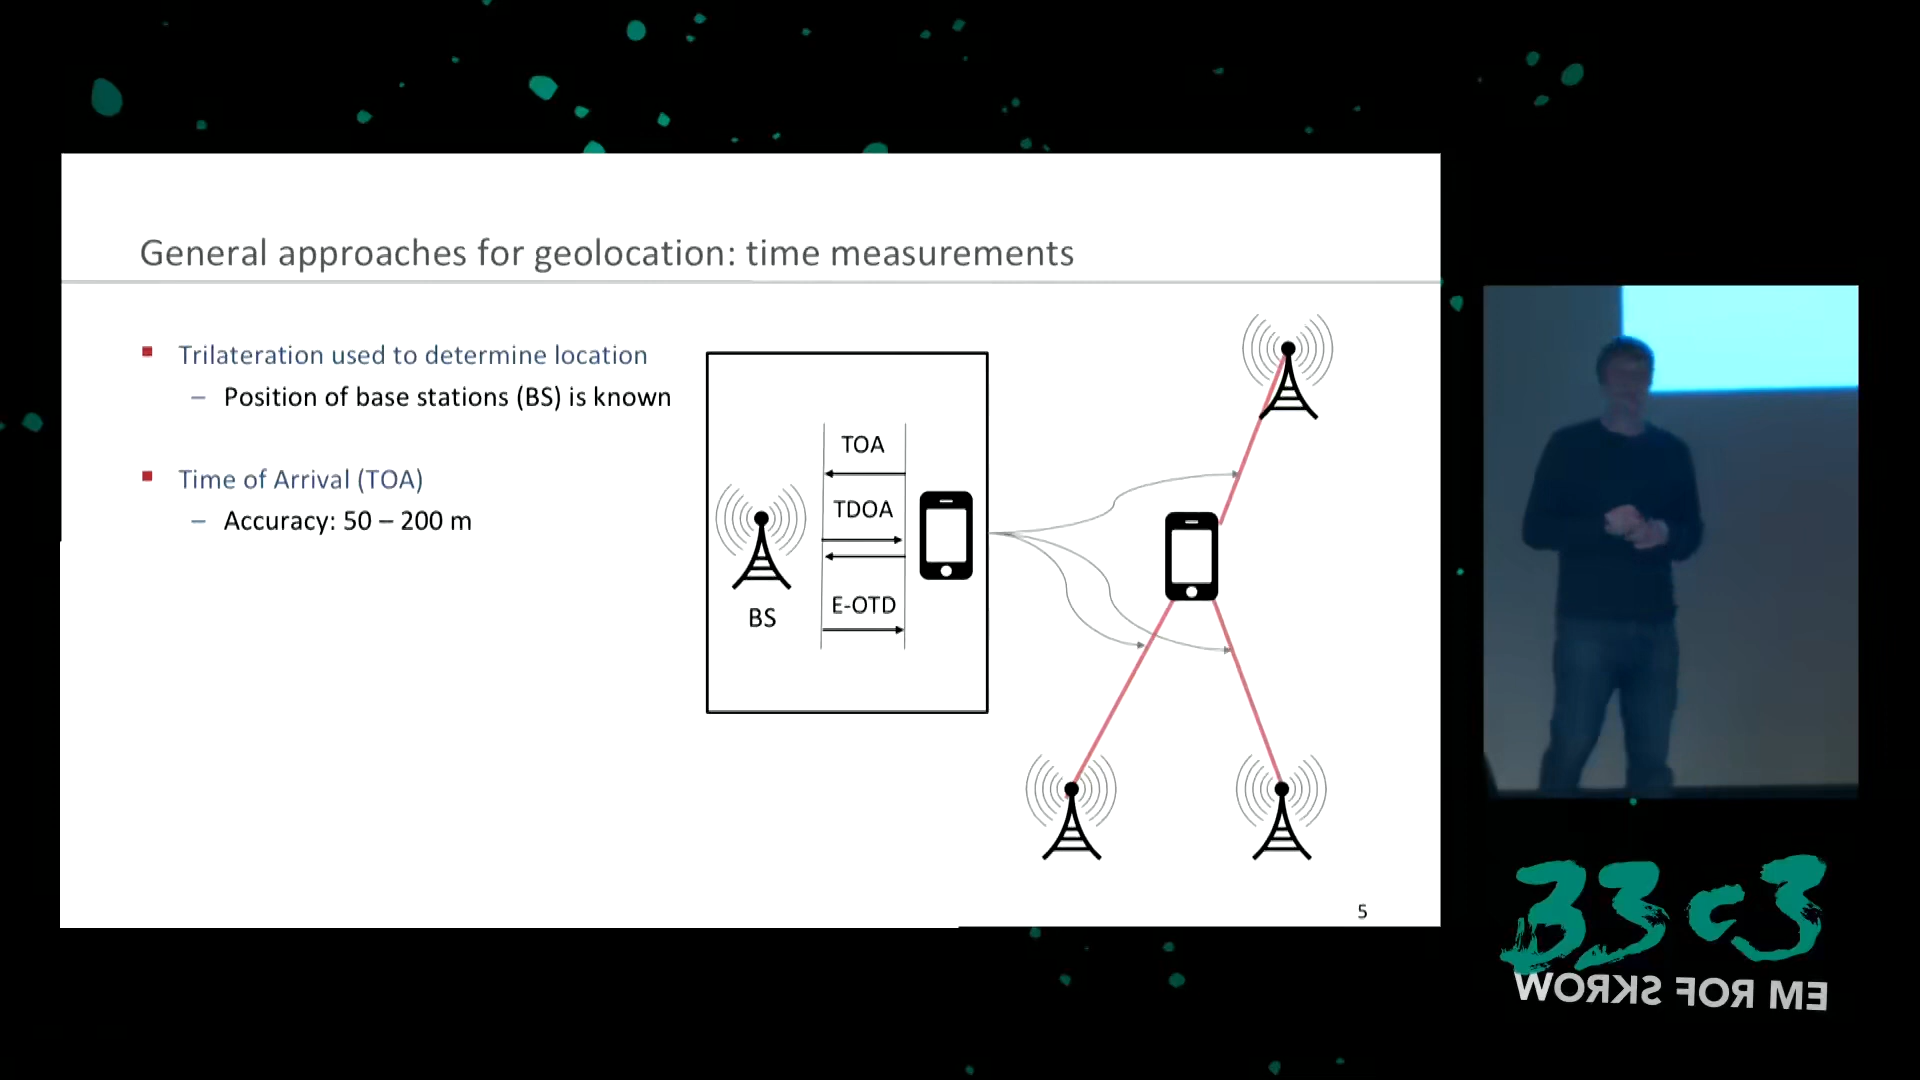 General approaches for geolocation: time measurements
▪ Trilateration used to determine location
– Position of base stations (BS) is known
▪ Time of Arrival (TOA)
– Accuracy: 50 – 200 m
TOA
TDOA
E-OTD
BS
5
33c3
WORKS FOR ME